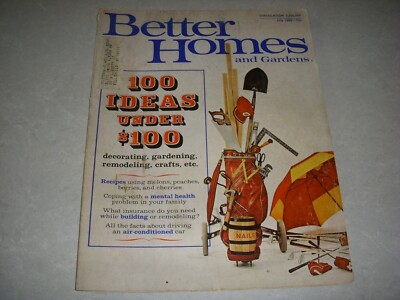 Better
Homes
and Gardens
100
IDEAS
UNDER
$100
decorating, gardening,
remodeling, crafts, etc.
Recipes using melons, peaches,
berries, and cherries
Coping with a mental health
problem in your family
What insurance do you need
while building or remodeling?
All the facts about driving
an air-conditioned car
NAILS